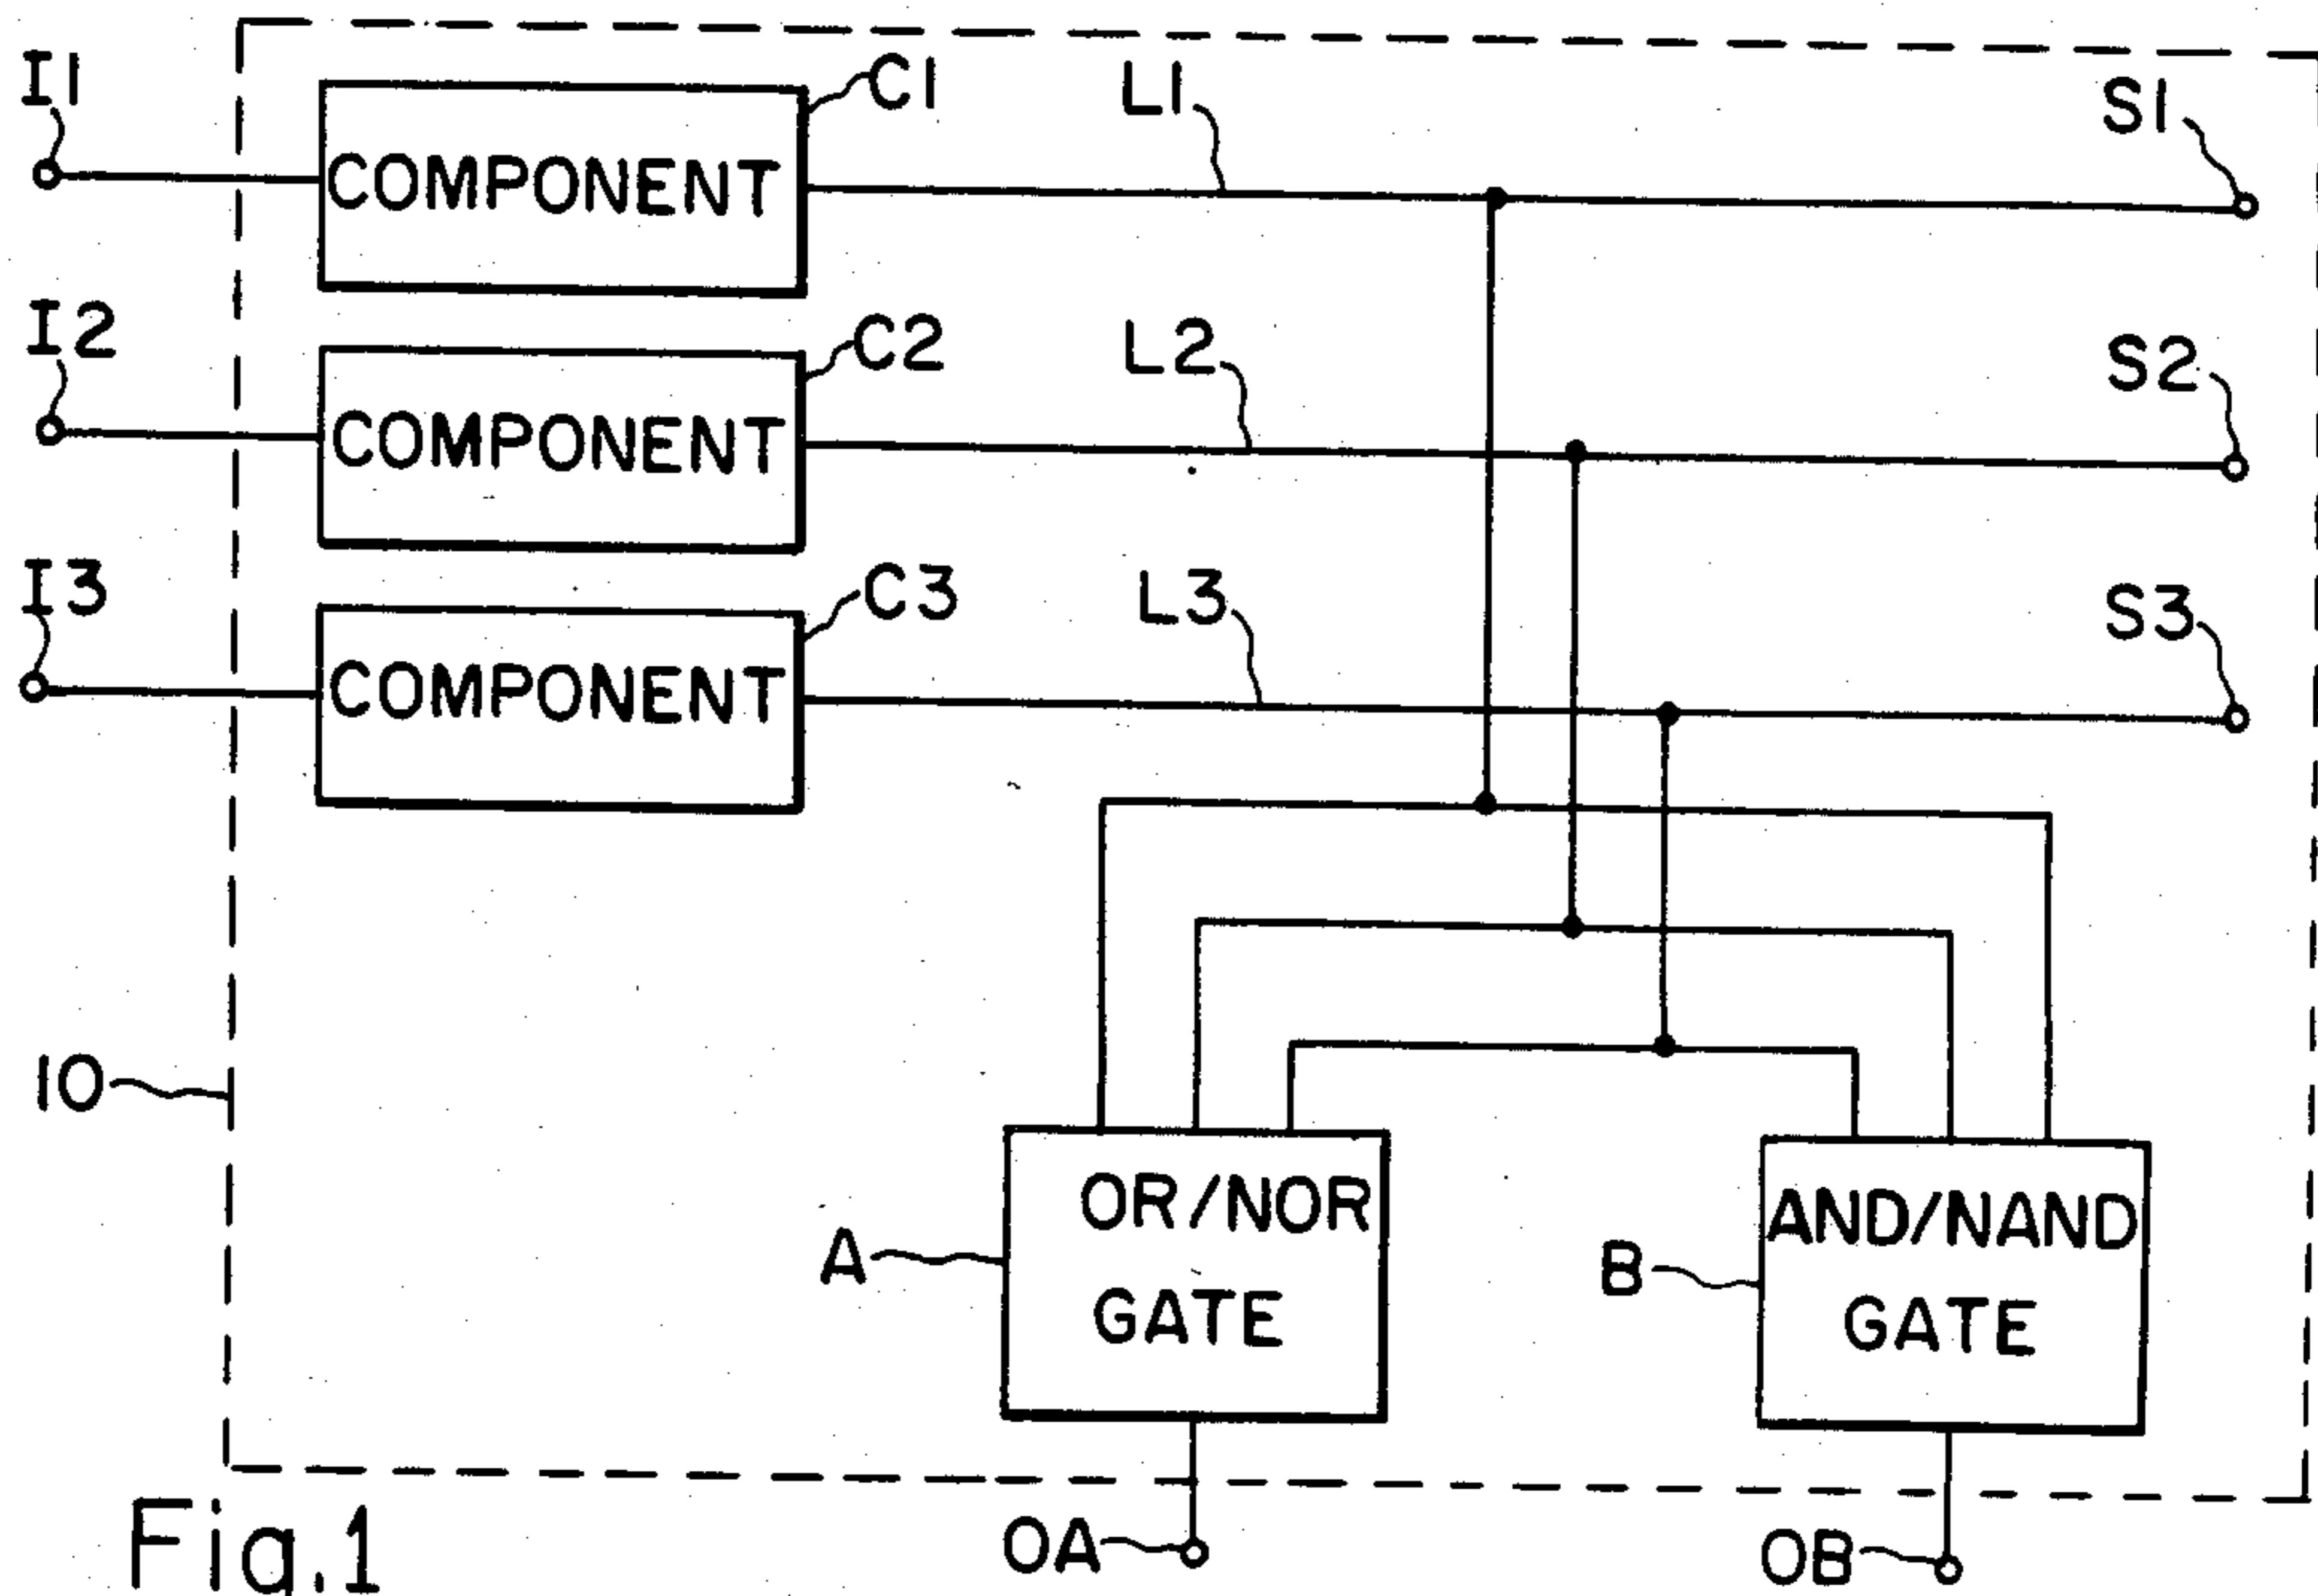 I1
C1
L1
S1
COMPONENT
I2
C2
L2
S2
COMPONENT
I3
C3
L3
S3
COMPONENT
10
A
OR/NOR
GATE
B
AND/NAND
GATE
OA
OB
Fig.1